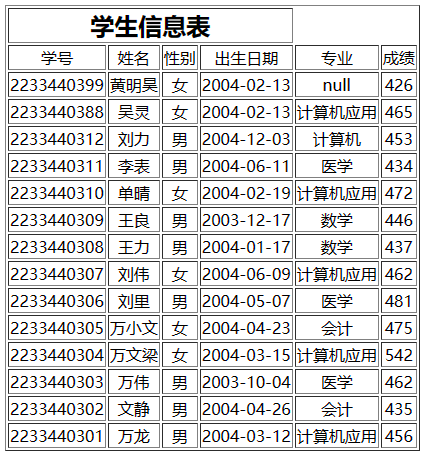 学生信息表
学号 姓名 性别 出生日期 专业 成绩
2233440399 黄明昊 女 2004-02-13 null 426
2233440388 吴灵 女 2004-02-13 计算机应用 465
2233440312 刘力 男 2004-12-03 计算机 453
2233440311 李表 男 2004-06-11 医学 434
2233440310 单晴 女 2004-02-19 计算机应用 472
2233440309 王良 男 2003-12-17 数学 446
2233440308 王力 男 2004-01-17 数学 437
2233440307 刘伟 女 2004-06-09 计算机应用 462
2233440306 刘里 男 2004-05-07 医学 481
2233440305 万小文 女 2004-04-23 会计 475
2233440304 万文梁 女 2004-03-15 计算机应用 542
2233440303 万伟 男 2003-10-04 医学 462
2233440302 文静 男 2004-04-26 会计 435
2233440301 万龙 男 2004-03-12 计算机应用 456